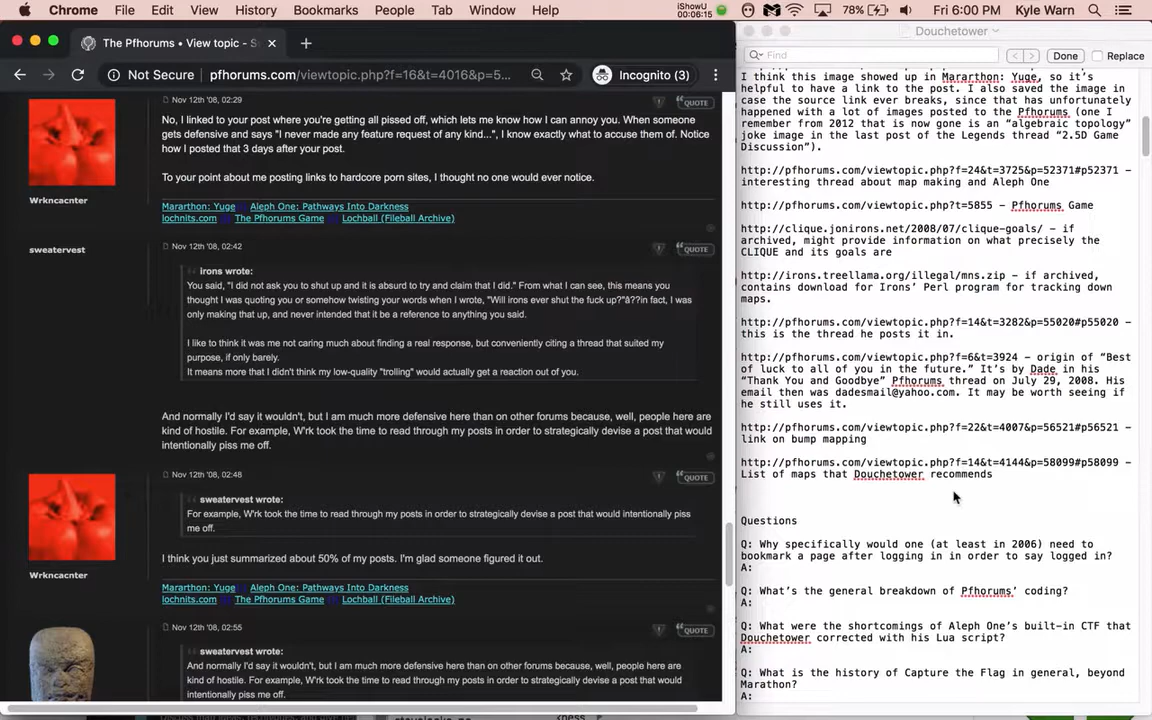 Chrome File Edit View History Bookmarks People Tab Window Help iShowU 00:06:15 78% Fri 6:00 PM Kyle Warn
The Pfhorums • View topic - S
Douchetower
Find Done Replace
Not Secure pfhorums.com/viewtopic.php?f=16&t=4016&p=5... Incognito (3)
Nov 12th '08, 02:29
QUOTE
No, I linked to your post where you're getting all pissed off, which lets me know how I can annoy you. When someone
gets defensive and says "I never made any feature request of any kind...", I know exactly what to accuse them of. Notice
how I posted that 3 days after your post.
To your point about me posting links to hardcore porn sites, I thought no one would ever notice.
Wrkncacnter
Mararthon: Yuge Aleph One: Pathways Into Darkness
lochnits.com The Pfhorums Game Lochball (Fileball Archive)
sweatervest
Nov 12th '08, 02:42
QUOTE
irons wrote:
You said, "I did not ask you to shut up and it is absurd to try and claim that I did." From what I can see, this means you
thought I was quoting you or somehow twisting your words when I wrote, "Will irons ever shut the fuck up?"â??in fact, I was
only making that up, and never intended that it be a reference to anything you said.
I like to think it was me not caring much about finding a real response, but conveniently citing a thread that suited my
purpose, if only barely.
It means more that I didn't think my low-quality "trolling" would actually get a reaction out of you.
And normally I'd say it wouldn't, but I am much more defensive here than on other forums because, well, people here are
kind of hostile. For example, W'rk took the time to read through my posts in order to strategically devise a post that would
intentionally piss me off.
Nov 12th '08, 02:48
QUOTE
sweatervest wrote:
For example, W'rk took the time to read through my posts in order to strategically devise a post that would intentionally piss
me off.
I think you just summarized about 50% of my posts. I'm glad someone figured it out.
Wrkncacnter
Mararthon: Yuge Aleph One: Pathways Into Darkness
lochnits.com The Pfhorums Game Lochball (Fileball Archive)
Nov 12th '08, 02:55
QUOTE
sweatervest wrote:
And normally I'd say it wouldn't, but I am much more defensive here than on other forums because, well, people here are
kind of hostile. For example, W'rk took the time to read through my posts in order to strategically devise a post that would
intentionally piss me off.
I think this image showed up in Mararthon: Yuge, so it's
helpful to have a link to the post. I also saved the image in
case the source link ever breaks, since that has unfortunately
happened with a lot of images posted to the Pfhorums (one I
remember from 2012 that is now gone is an "algebraic topology"
joke image in the last post of the Legends thread "2.5D Game
Discussion").
http://pfhorums.com/viewtopic.php?f=24&t=3725&p=52371#p52371 –
interesting thread about map making and Aleph One
http://pfhorums.com/viewtopic.php?t=5855 – Pfhorums Game
http://clique.jonirons.net/2008/07/clique-goals/ – if
archived, might provide information on what precisely the
CLIQUE and its goals are
http://irons.treellama.org/illegal/mns.zip – if archived,
contains download for Irons' Perl program for tracking down
maps.
http://pfhorums.com/viewtopic.php?f=14&t=3282&p=55020#p55020 –
this is the thread he posts it in.
http://pfhorums.com/viewtopic.php?f=6&t=3924 – origin of "Best
of luck to all of you in the future." It's by Dade in his
"Thank You and Goodbye" Pfhorums thread on July 29, 2008. His
email then was dadesmail@yahoo.com. It may be worth seeing if
he still uses it.
http://pfhorums.com/viewtopic.php?f=22&t=4007&p=56521#p56521 –
link on bump mapping
http://pfhorums.com/viewtopic.php?f=14&t=4144&p=58099#p58099 –
List of maps that Douchetower recommends
Questions
Q: Why specifically would one (at least in 2006) need to
bookmark a page after logging in in order to say logged in?
A:
Q: What's the general breakdown of Pfhorums' coding?
A:
Q: What were the shortcomings of Aleph One's built-in CTF that
Douchetower corrected with his Lua script?
A:
Q: What is the history of Capture the Flag in general, beyond
Marathon?
A: